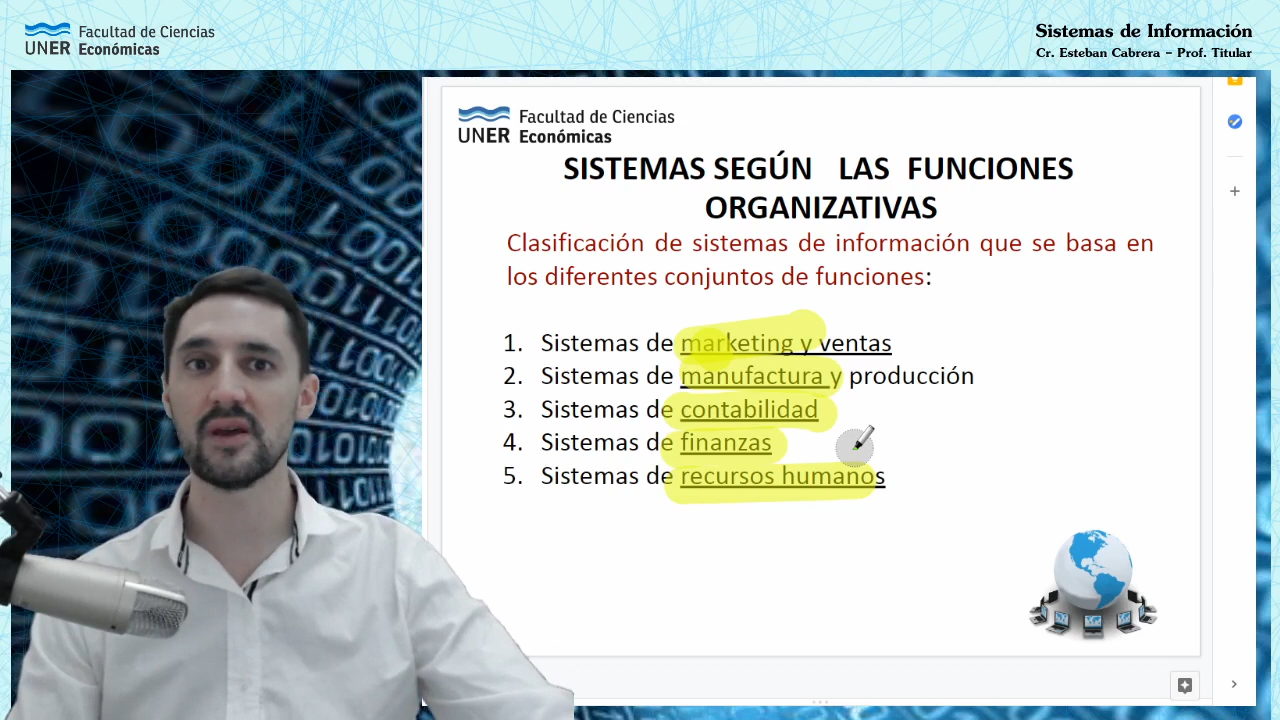 Facultad de Ciencias
UNER Económicas
Sistemas de Información
Cr. Esteban Cabrera - Prof. Titular
Facultad de Ciencias
UNER Económicas
SISTEMAS SEGÚN LAS FUNCIONES
ORGANIZATIVAS
Clasificación de sistemas de información que se basa en
los diferentes conjuntos de funciones:
1. Sistemas de marketing y ventas
2. Sistemas de manufactura y producción
3. Sistemas de contabilidad
4. Sistemas de finanzas
5. Sistemas de recursos humanos